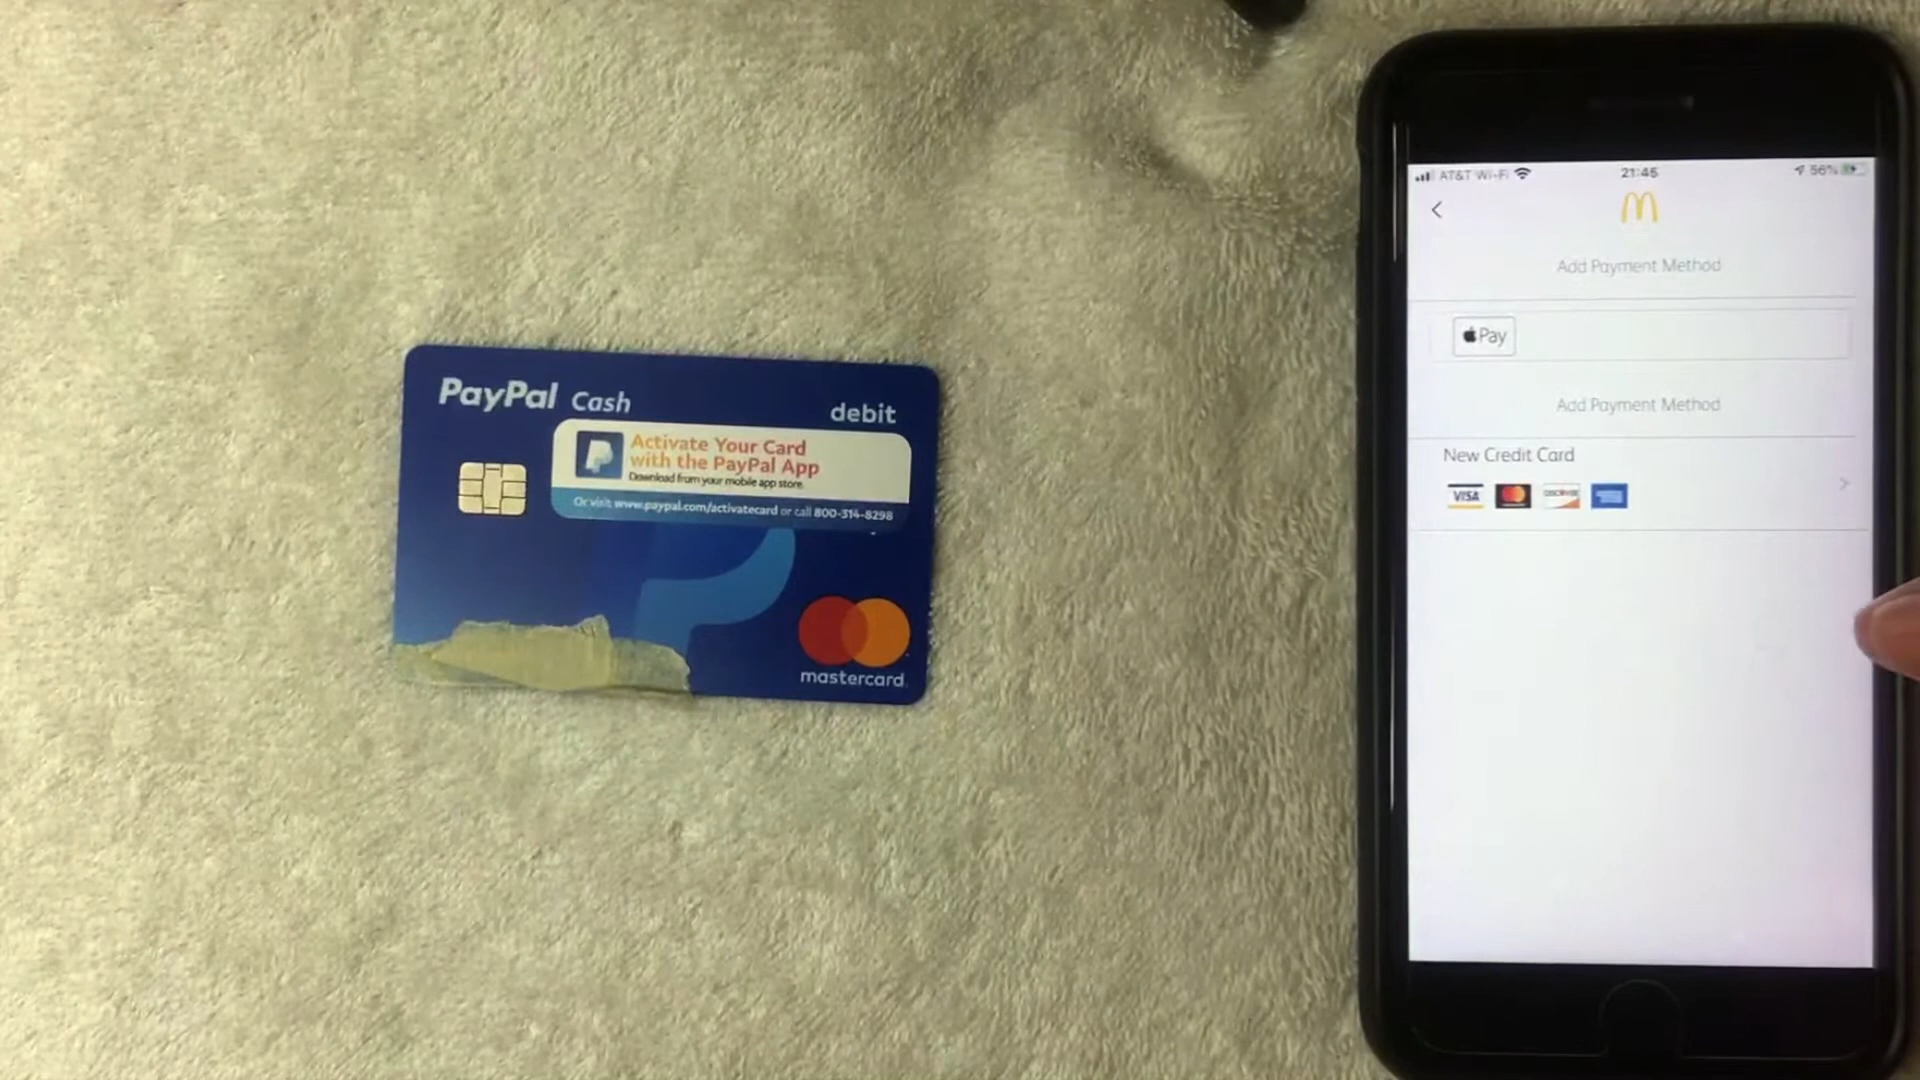 PayPal Cash
debit
Activate Your Card
with the PayPal App
Download from your mobile app store.
Or visit www.paypal.com/activatecard or call 800-314-8298
mastercard
AT&T Wi-Fi 21:45 56%
Add Payment Method
Pay
Add Payment Method
New Credit Card
VISA DISCOVER